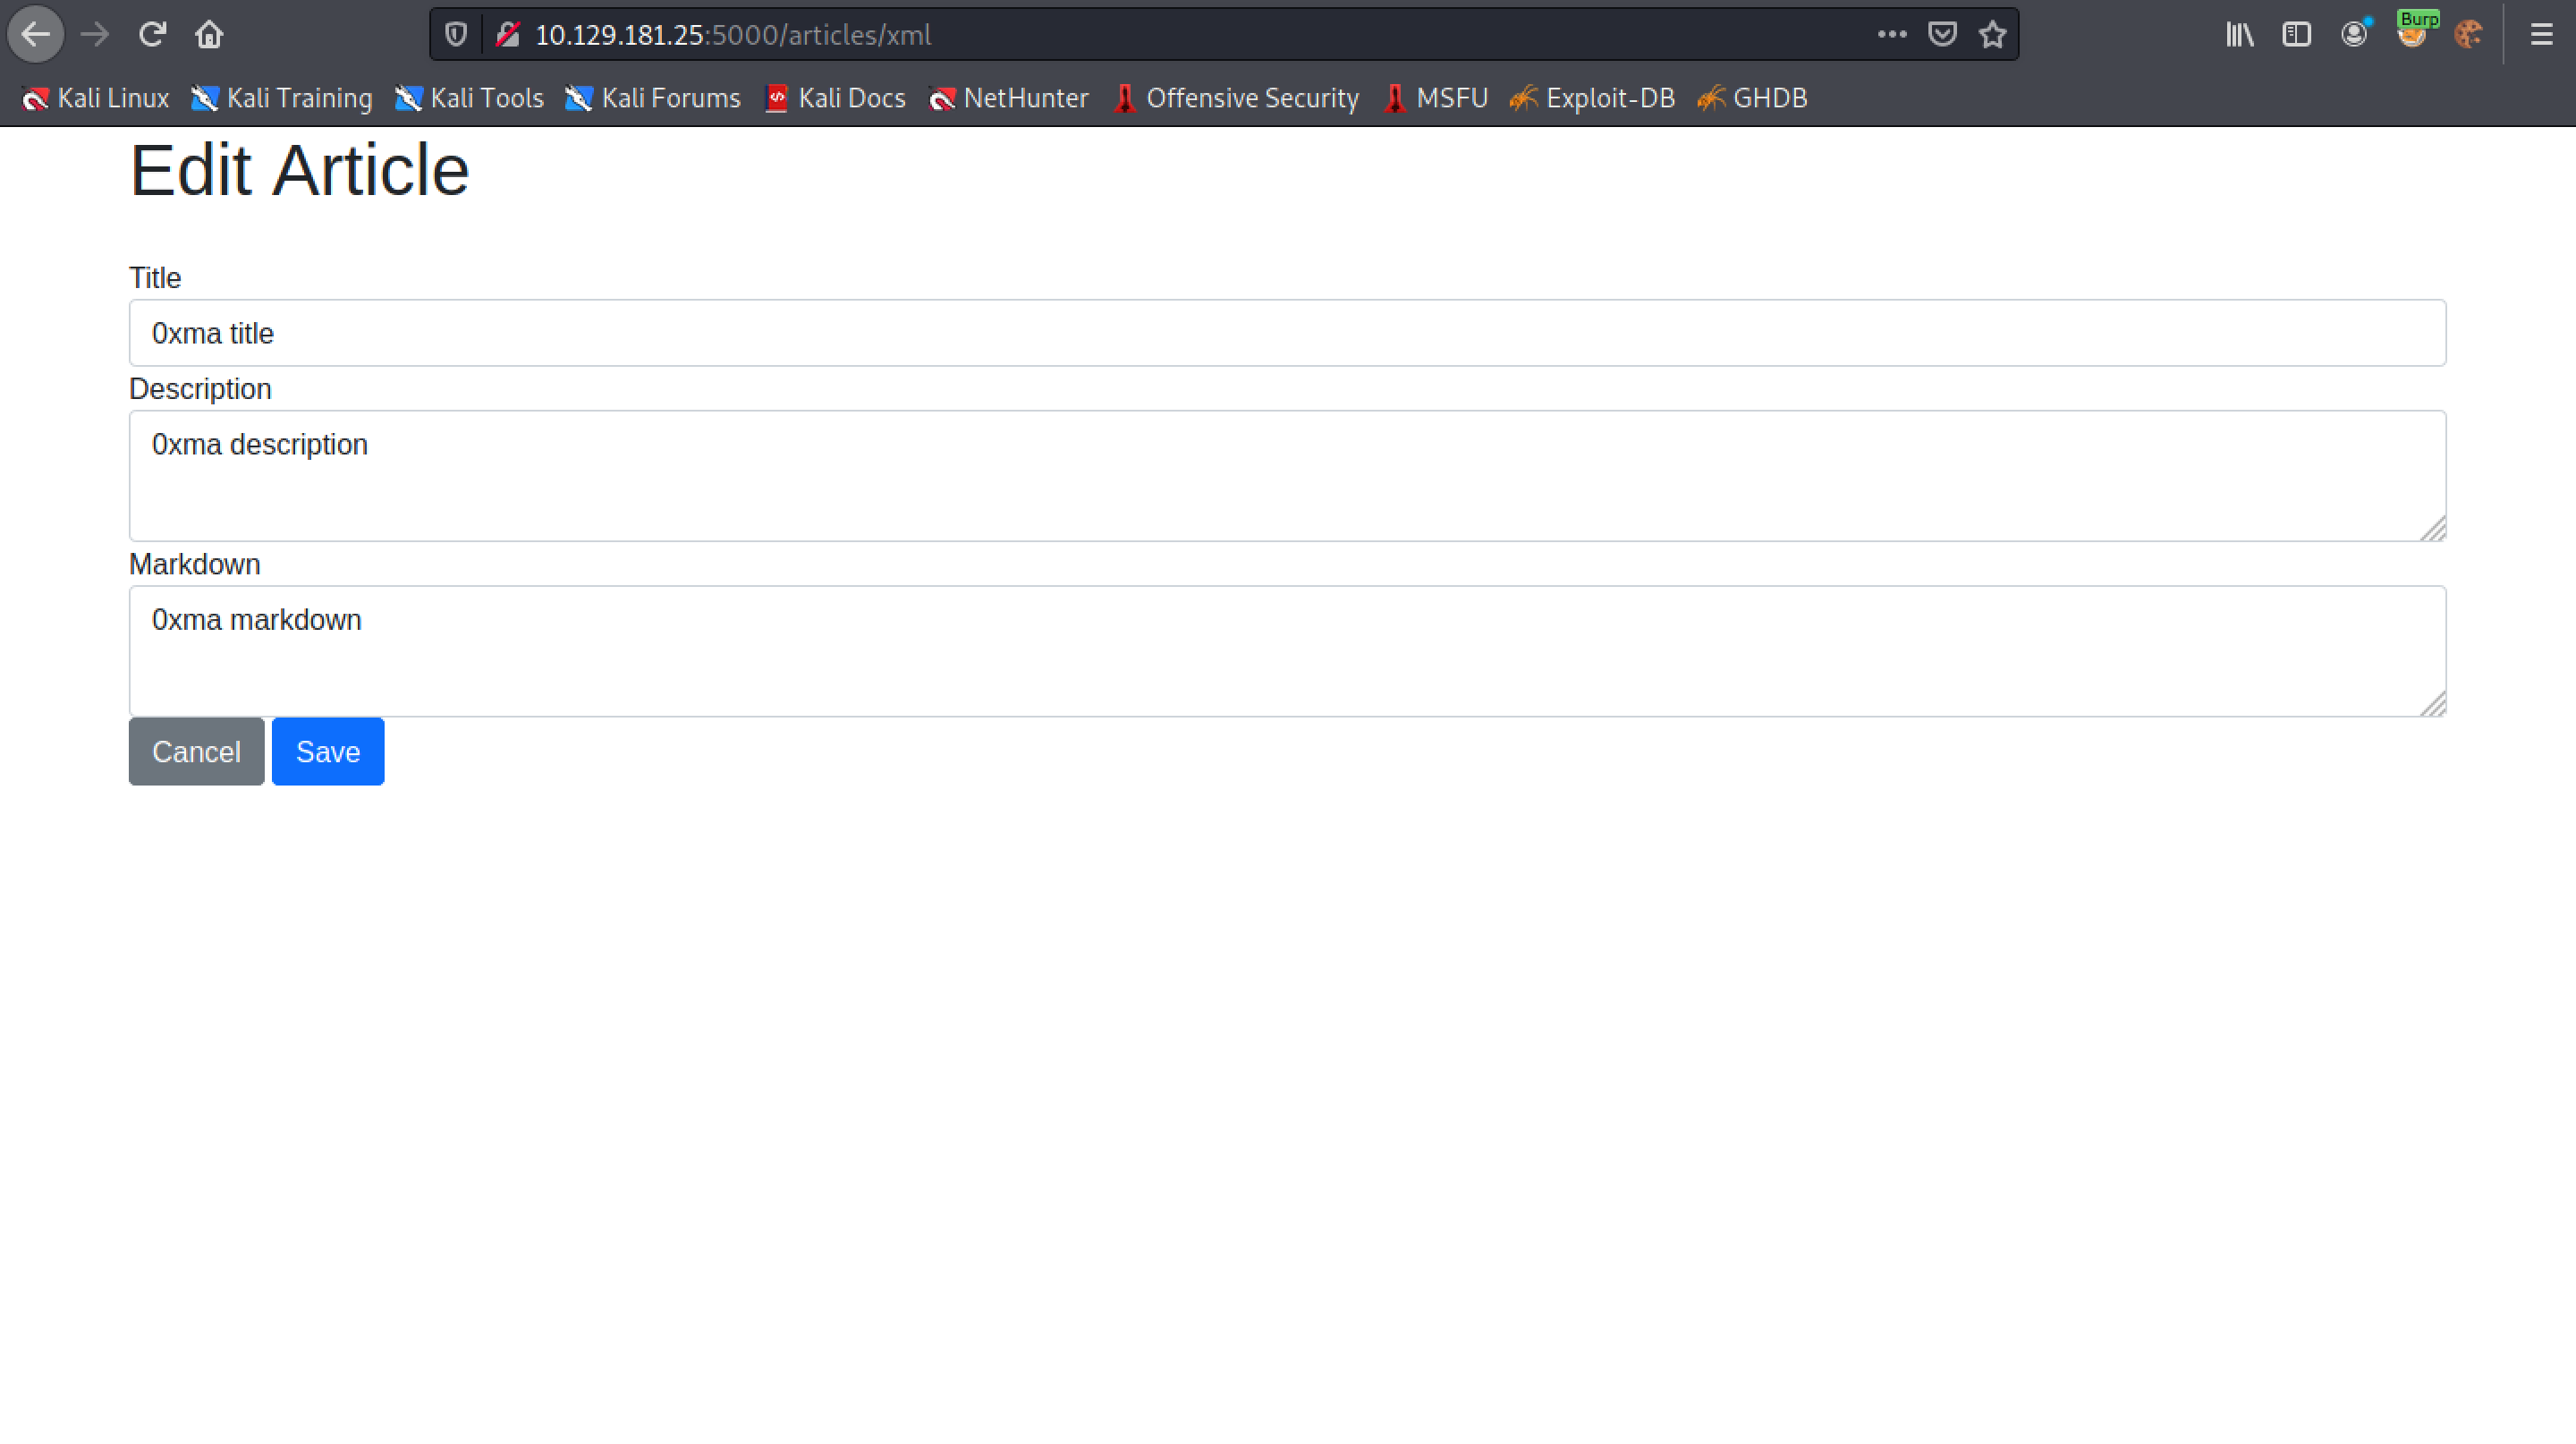 10.129.181.25:5000/articles/xml
Burp
Kali Linux Kali Training Kali Tools Kali Forums Kali Docs NetHunter Offensive Security MSFU Exploit-DB GHDB
Edit Article
Title
0xma title
Description
0xma description
Markdown
0xma markdown
Cancel Save